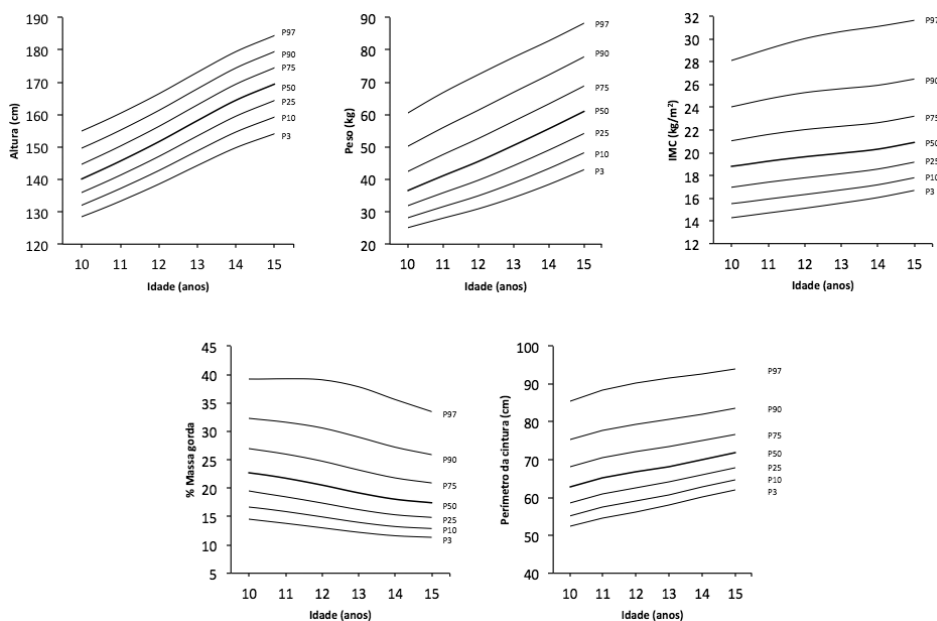 Altura (cm)
190
180
170
160
150
140
130
120
10 11 12 13 14 15
Idade (anos)
P97
P90
P75
P50
P25
P10
P3
Peso (kg)
90
80
70
60
50
40
30
20
10 11 12 13 14 15
Idade (anos)
P97
P90
P75
P50
P25
P10
P3
IMC (kg/m²)
32
30
28
26
24
22
20
18
16
14
12
10 11 12 13 14 15
Idade (anos)
P97
P90
P75
P50
P25
P10
P3
% Massa gorda
45
40
35
30
25
20
15
10
5
10 11 12 13 14 15
Idade (anos)
P97
P90
P75
P50
P25
P10
P3
Perímetro da cintura (cm)
100
90
80
70
60
50
40
10 11 12 13 14 15
Idade (anos)
P97
P90
P75
P50
P25
P10
P3